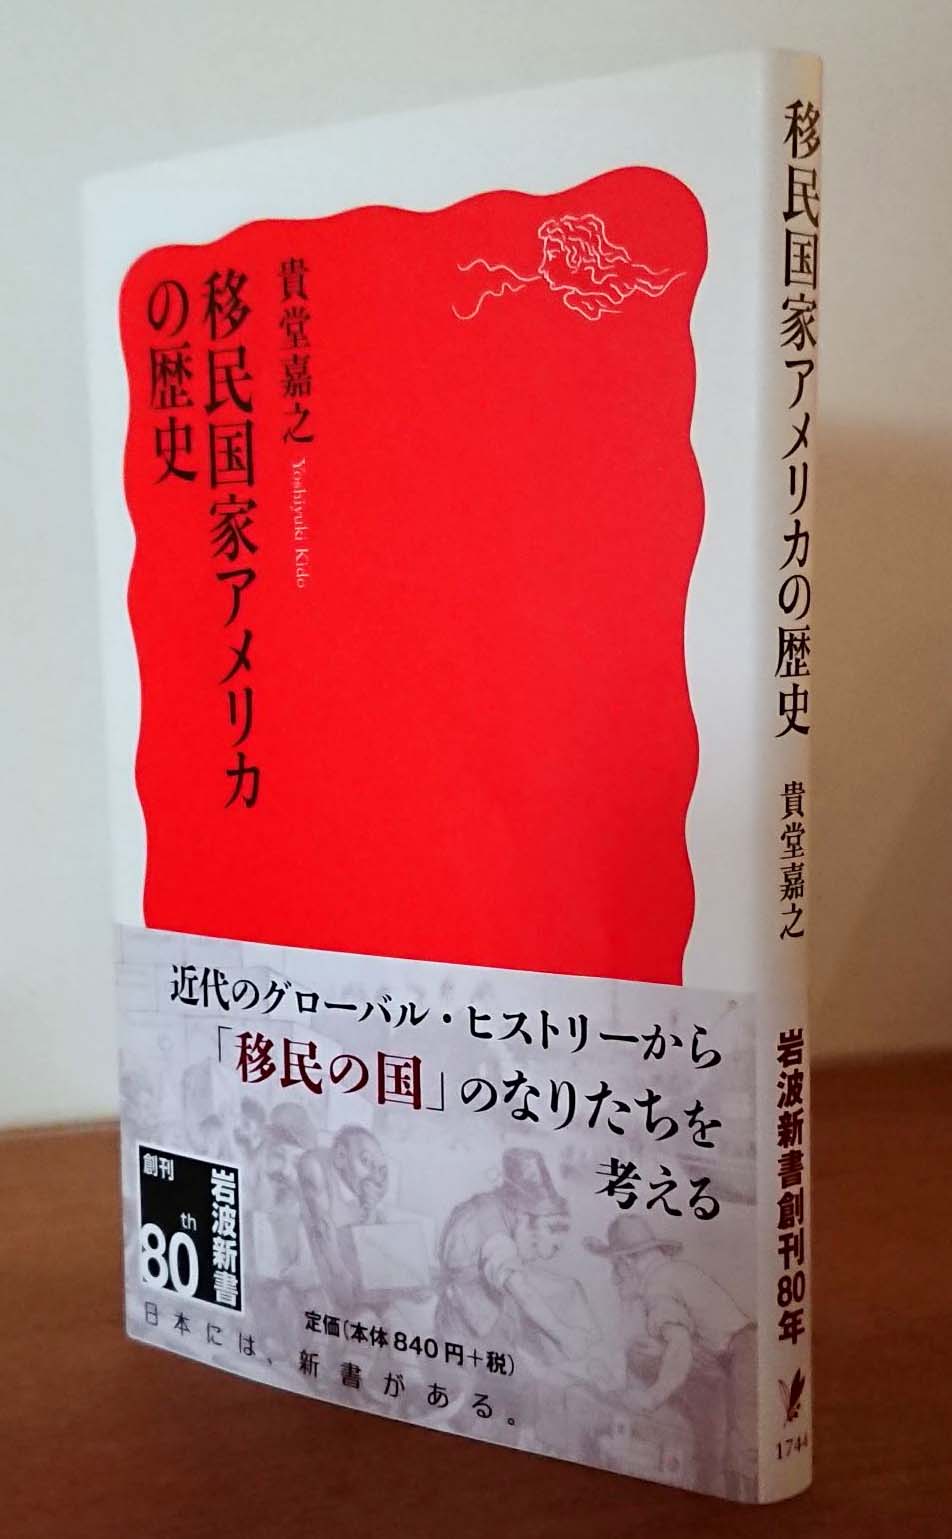 移民国家アメリカ
の歴史
貴堂嘉之 Yoshiyuki Kido
近代のグローバル・ヒストリーから
「移民の国」のなりたちを
考える
創刊
80th
岩波新書
定価(本体840円+税)
日本には、新書がある。
移民国家アメリカの歴史
貴堂嘉之
岩波新書創刊80年
1744